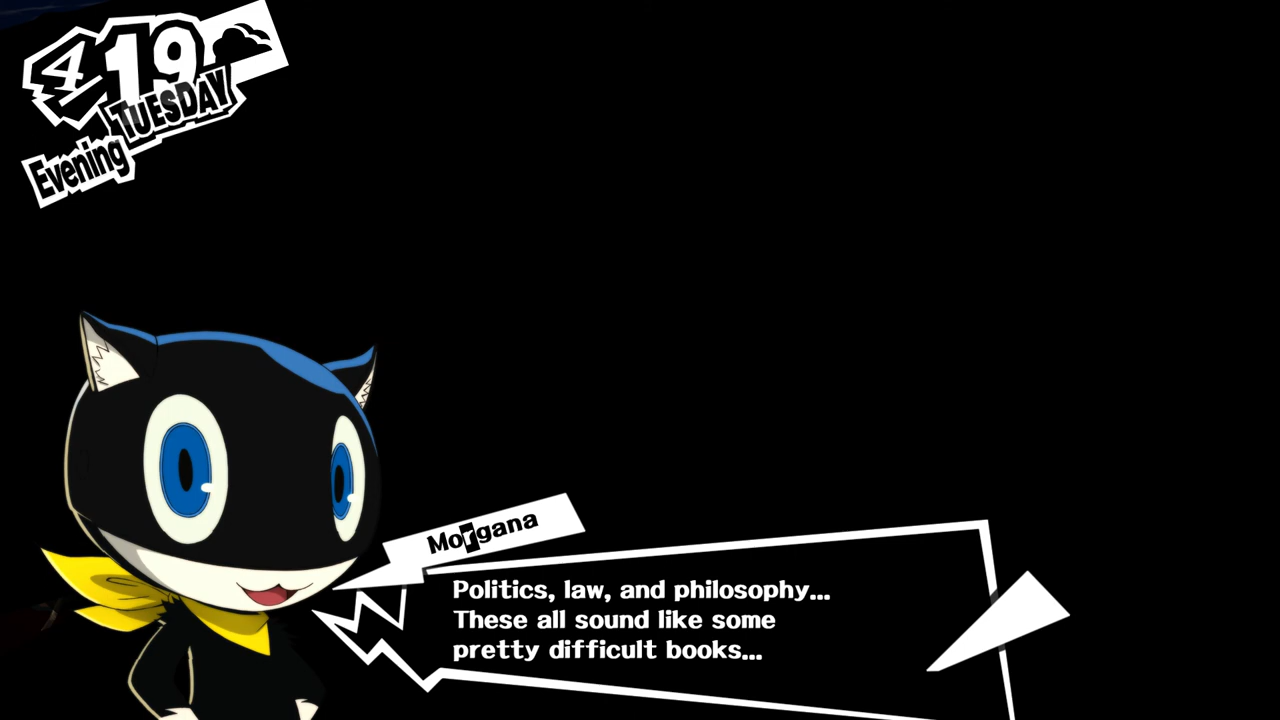 4 19
TUESDAY
Evening
Morgana
Politics, law, and philosophy...
These all sound like some
pretty difficult books...